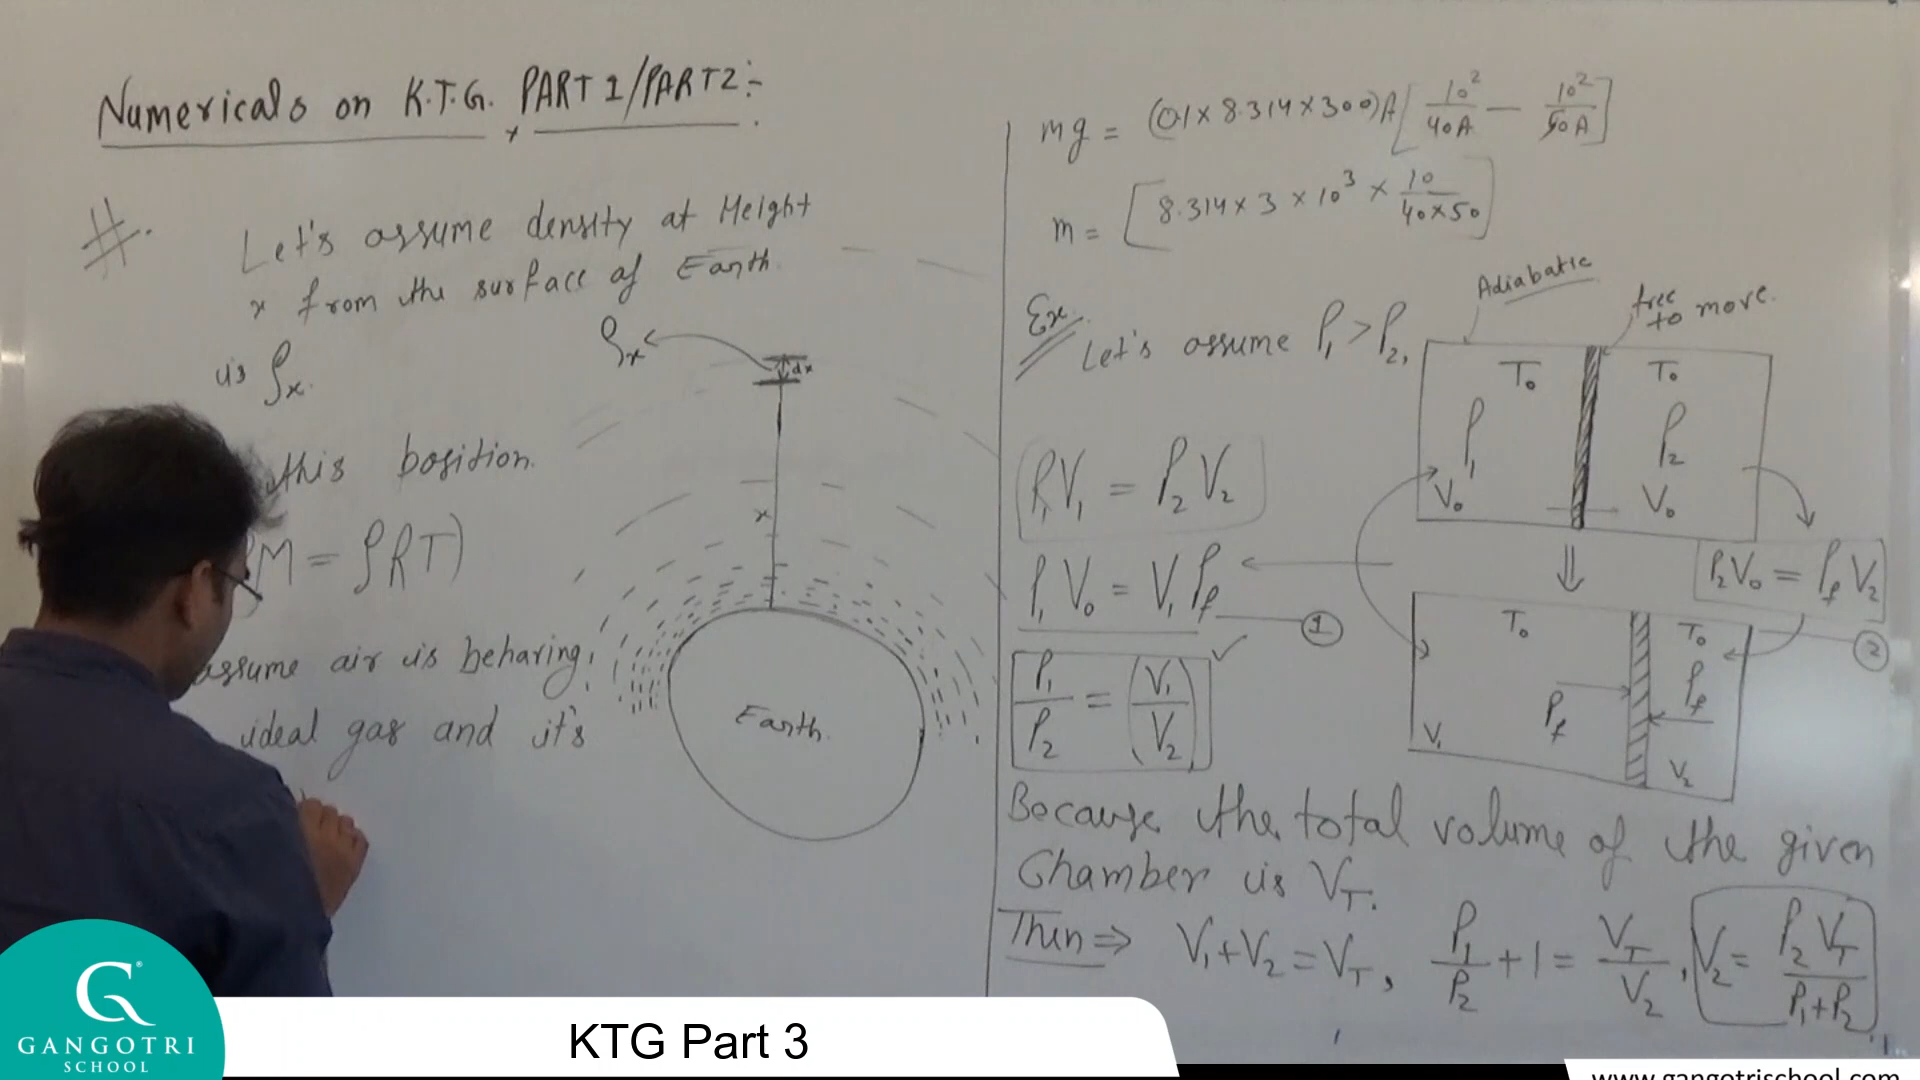 Numericals on K.T.G. PART 1/PART 2:-
#.
Let's assume density at Height
x from the surface of Earth
is ρx.
ρx
dx
x
this position.
M = ρRT)
assume air is behaving
ideal gas and it's
Earth.
mg = (0.1 × 8.314 × 300)A [10²/40A — 10²/50A]
m = [8.314 × 3 × 10³ × 10/40×50]
Ex.
Let's assume P₁ > P₂,
Adiabatic
free to move.
T₀
P₁
V₀
T₀
P₂
V₀
P₁V₁ = P₂V₂
P₁V₀ = V₁Pf
①
P₂V₀ = PfV₂
②
T₀
Pf
V₁
T₀
Pf
V₂
P₁/P₂ = (V₁/V₂)
Because the total volume of the given
Chamber is VT.
Then ⇒ V₁+V₂ = VT, P₁/P₂ + 1 = VT/V₂, V₂ = P₂VT/P₁+P₂
GANGOTRI
SCHOOL
KTG Part 3
www.gangotrischool.com